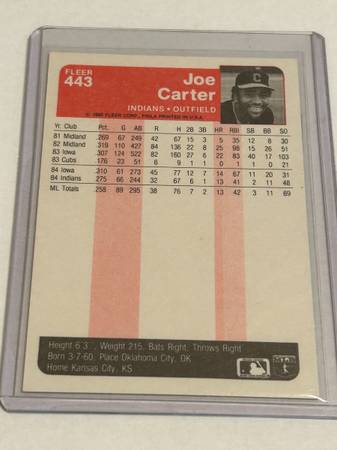 FLEER
443
Joe
Carter
INDIANS • OUTFIELD
© 1985 FLEER CORP., PHILA. PRINTED IN U.S.A.
Yr. Club Pct. G AB R H 2B 3B HR RBI SB BB SO
81 Midland 269 67 249 42 67 15 3 5 35 12 8 30
82 Midland 319 110 427 84 136 22 8 25 98 15 26 51
83 Iowa 307 124 522 82 160 27 6 22 83 40 17 103
83 Cubs 176 23 51 6 9 1 1 0 1 1 0 21
84 Iowa 310 61 273 45 77 12 7 14 67 11 20 31
84 Indians 275 66 244 32 67 6 1 13 41 2 11 48
ML Totals 258 89 295 38 76 7 2 13 42 3 11 69
Height 6'3", Weight 215, Bats Right, Throws Right
Born 3-7-60, Place Oklahoma City, OK
Home Kansas City, KS